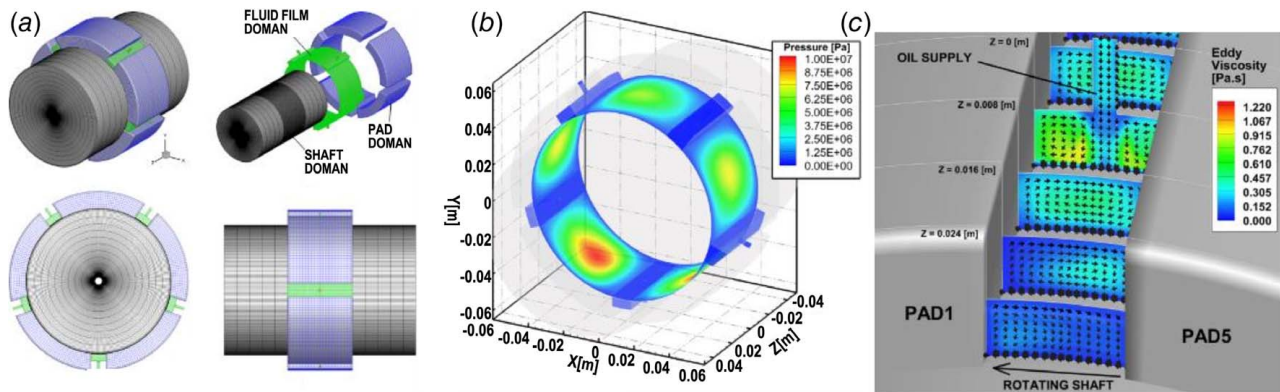 (a)
FLUID FILM
DOMAN
SHAFT
DOMAN
PAD
DOMAN
(b)
Pressure [Pa]
1.00E+07
8.75E+06
7.50E+06
6.25E+06
5.00E+06
3.75E+06
2.50E+06
1.25E+06
0.00E+00
Y[m]
0.06
0.04
0.02
0
-0.02
-0.04
-0.06
-0.06
-0.04
-0.02
0
0.02
0.04
0.06
X[m]
0.04
0.02
0
-0.02
-0.04
Z[m]
(c)
Z = 0 [m]
OIL SUPPLY
Z = 0.008 [m]
Z = 0.016 [m]
Z = 0.024 [m]
Eddy
Viscosity
[Pa.s]
1.220
1.067
0.915
0.762
0.610
0.457
0.305
0.152
0.000
PAD1
PAD5
ROTATING SHAFT